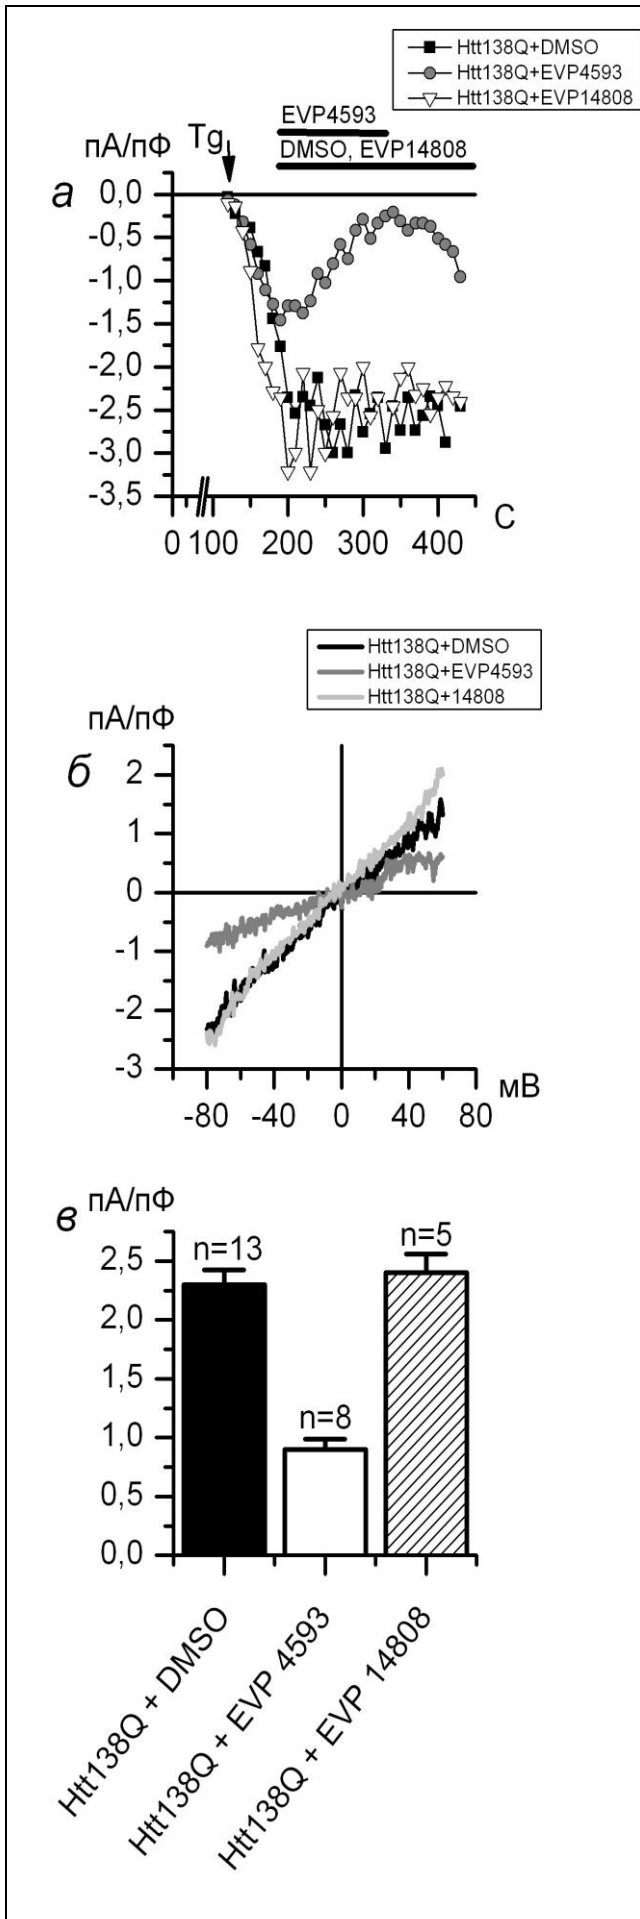 Htt138Q+DMSO
Htt138Q+EVP4593
Htt138Q+EVP14808
EVP4593
DMSO, EVP14808
пА/пФ
Tg
а
0,0
-0,5
-1,0
-1,5
-2,0
-2,5
-3,0
-3,5
0 100 200 300 400
С
Htt138Q+DMSO
Htt138Q+EVP4593
Htt138Q+14808
пА/пФ
б
2
1
0
-1
-2
-3
-80 -40 0 40 80
мВ
пА/пФ
в
n=13
n=8
n=5
2,5
2,0
1,5
1,0
0,5
0,0
Htt138Q + DMSO
Htt138Q + EVP 4593
Htt138Q + EVP 14808